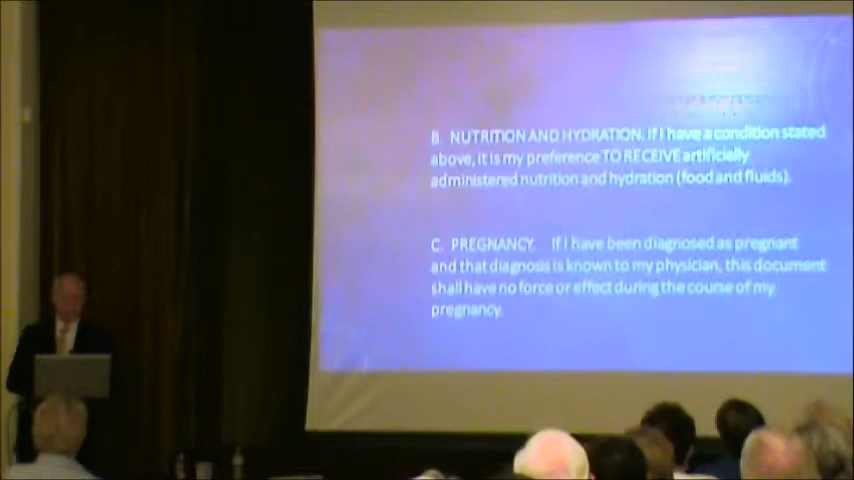 B. NUTRITION AND HYDRATION. If I have a condition stated
above, it is my preference TO RECEIVE artificially
administered nutrition and hydration (food and fluids).
C. PREGNANCY. If I have been diagnosed as pregnant
and that diagnosis is known to my physician, this document
shall have no force or effect during the course of my
pregnancy.